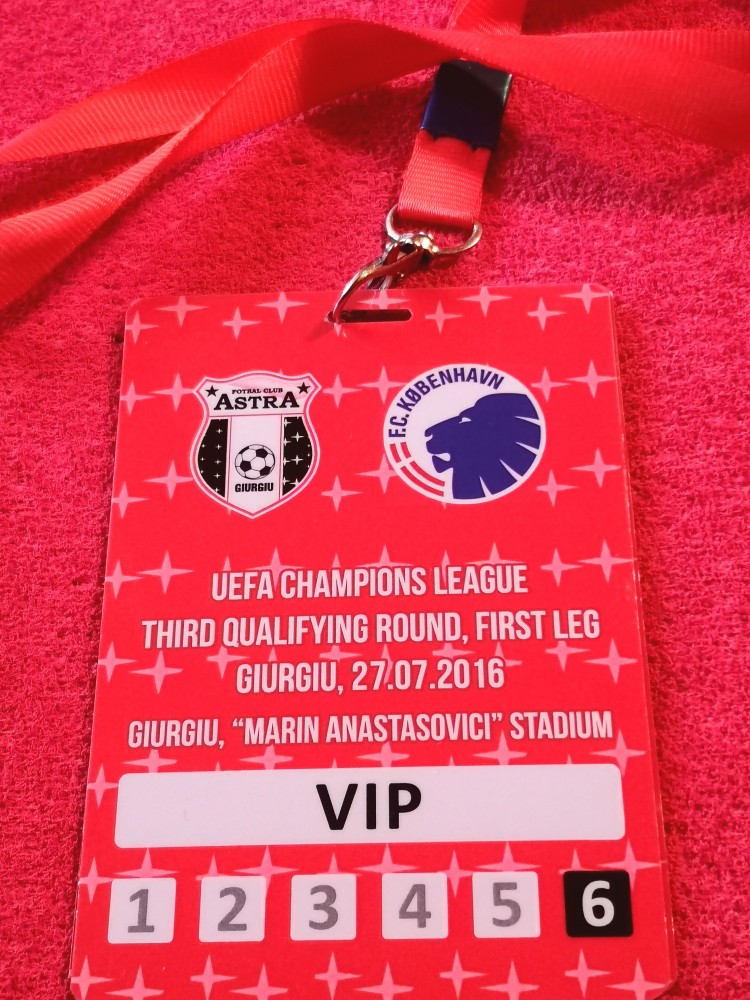 FOTBAL CLUB
ASTRA
GIURGIU
F.C. KØBENHAVN
UEFA CHAMPIONS LEAGUE
THIRD QUALIFYING ROUND, FIRST LEG
GIURGIU, 27.07.2016
GIURGIU, “MARIN ANASTASOVICI” STADIUM
VIP
1 2 3 4 5 6